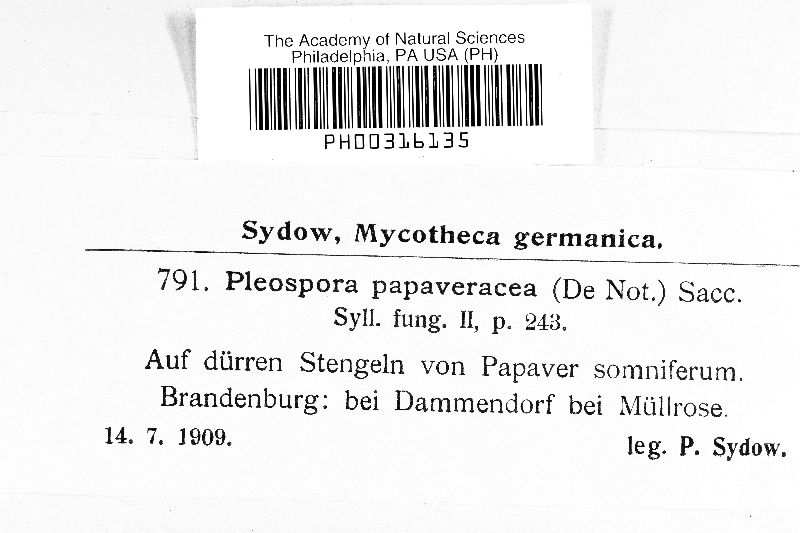 The Academy of Natural Sciences
Philadelphia, PA USA (PH)
PH00316135
Sydow, Mycotheca germanica.
791. Pleospora papaveracea (De Not.) Sacc.
Syll. fung. II, p. 243.
Auf dürren Stengeln von Papaver somniferum.
Brandenburg: bei Dammendorf bei Müllrose.
14. 7. 1909.
leg. P. Sydow.